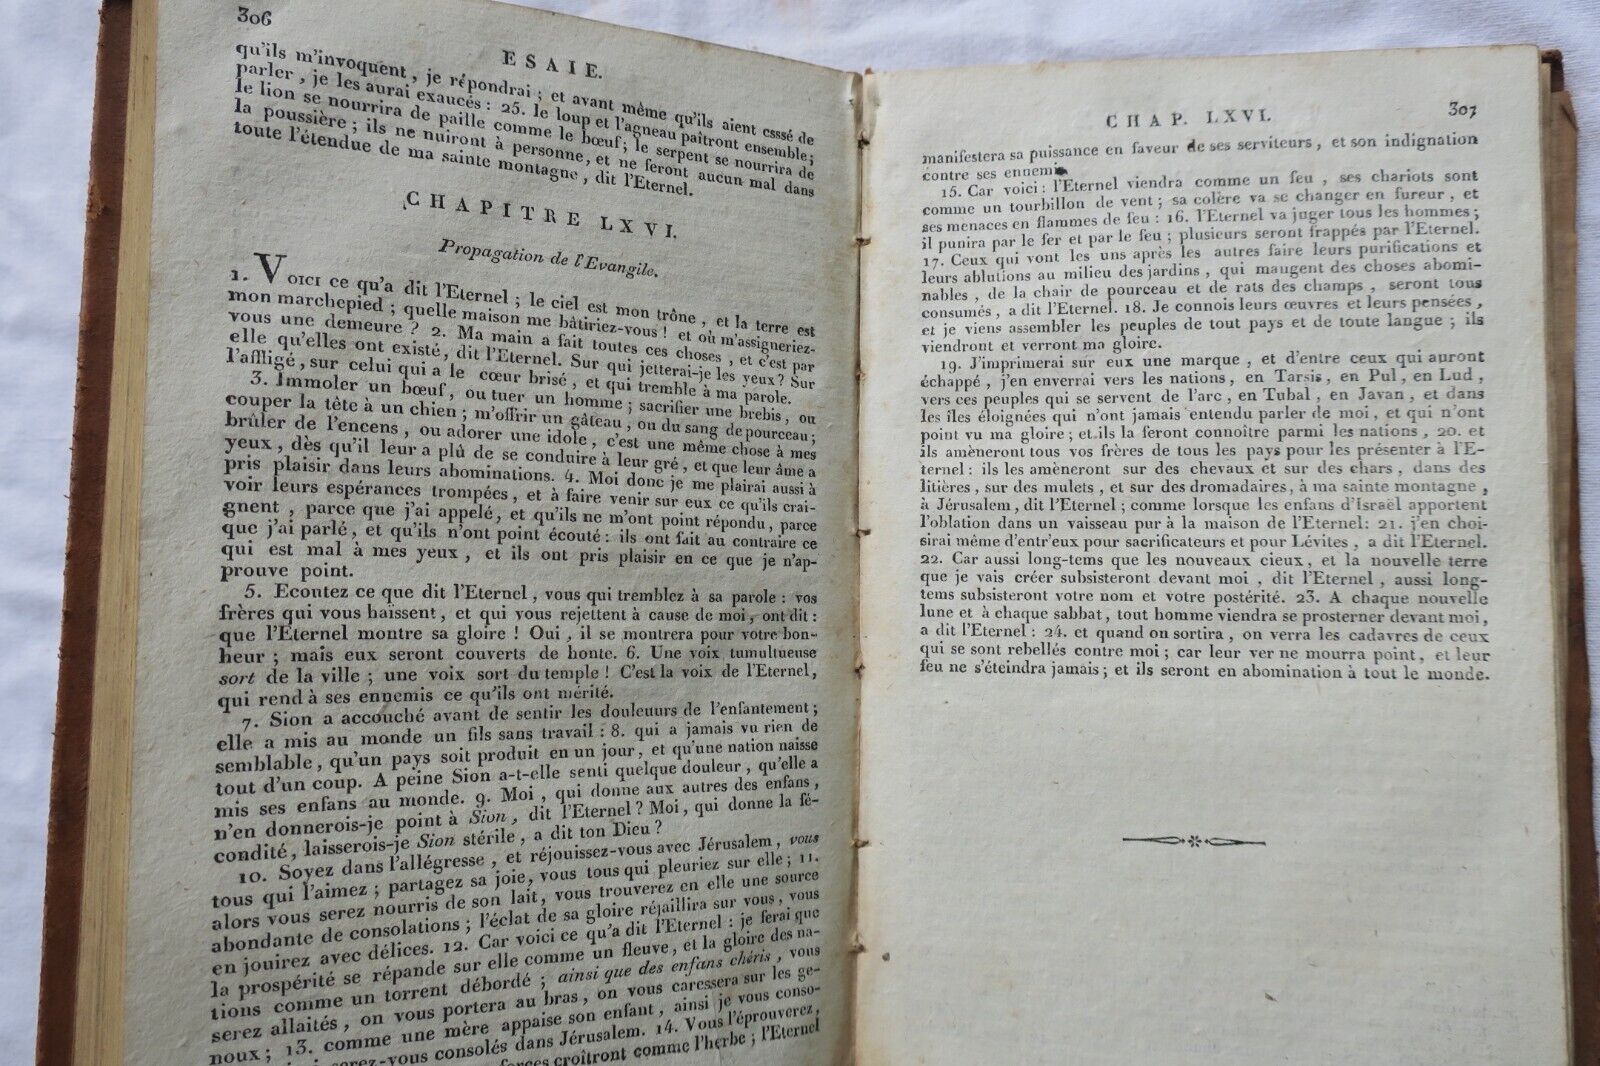 306
ESAIE.
qu'ils m'invoquent, je répondrai ; et avant même qu'ils aient csssé de
parler, je les aurai exaucés : 25. le loup et l'agneau paîtront ensemble ;
le lion se nourrira de paille comme le bœuf ; le serpent se nourrira de
la poussière ; ils ne nuiront à personne, et ne feront aucun mal dans
toute l'étendue de ma sainte montagne, dit l'Eternel.
CHAPITRE LXVI.
Propagation de l'Evangile.
1. VOICI ce qu'a dit l'Eternel ; le ciel est mon trône, et la terre est
mon marchepied ; quelle maison me bâtiriez-vous ! et où m'assigneriez-
vous une demeure ? 2. Ma main a fait toutes ces choses, et c'est par
elle qu'elles ont existé, dit l'Eternel. Sur qui jetterai-je les yeux ? Sur
l'affligé, sur celui qui a le cœur brisé, et qui tremble à ma parole.
3. Immoler un bœuf, ou tuer un homme ; sacrifier une brebis, ou
couper la tête à un chien ; m'offrir un gâteau, ou du sang de pourceau ;
brûler de l'encens, ou adorer une idole, c'est une même chose à mes
yeux, dès qu'il leur a plû de se conduire à leur gré, et que leur âme a
pris plaisir dans leurs abominations. 4. Moi donc je me plairai aussi à
voir leurs espérances trompées, et à faire venir sur eux ce qu'ils crai-
gnent, parce que j'ai appelé, et qu'ils ne m'ont point répondu, parce
que j'ai parlé, et qu'ils n'ont point écouté : ils ont fait au contraire ce
qui est mal à mes yeux, et ils ont pris plaisir en ce que je n'ap-
prouve point.
5. Ecoutez ce que dit l'Eternel, vous qui tremblez à sa parole : vos
frères qui vous haïssent, et qui vous rejettent à cause de moi, ont dit :
que l'Eternel montre sa gloire ! Oui, il se montrera pour votre bon-
heur ; mais eux seront couverts de honte. 6. Une voix tumultueuse
sort de la ville ; une voix sort du temple ! C'est la voix de l'Eternel,
qui rend à ses ennemis ce qu'ils ont mérité.
7. Sion a accouché avant de sentir les douleuurs de l'enfantement ;
elle a mis au monde un fils sans travail : 8. qui a jamais vu rien de
semblable, qu'un pays soit produit en un jour, et qu'une nation naisse
tout d'un coup. A peine Sion a-t-elle senti quelque douleur, qu'elle a
mis ses enfans au monde. 9. Moi, qui donne aux autres des enfans,
n'en donnerois-je point à Sion, dit l'Eternel ? Moi, qui donne la fé-
condité, laisserois-je Sion stérile, a dit ton Dieu ?
10. Soyez dans l'allégresse, et réjouissez-vous avec Jérusalem, vous
tous qui l'aimez ; partagez sa joie, vous tous qui pleuriez sur elle ; 11.
alors vous serez nourris de son lait, vous trouverez en elle une source
abondante de consolations ; l'éclat de sa gloire réjaillira sur vous, vous
en jouirez avec délices. 12. Car voici ce qu'a dit l'Eternel : je ferai que
la prospérité se répande sur elle comme un fleuve, et la gloire des na-
tions comme un torrent débordé ; ainsi que des enfans chéris, vous
serez allaités, on vous portera au bras, on vous caressera sur les ge-
noux ; 13. comme une mère appaise son enfant, ainsi je vous conso-
serez-vous consolés dans Jérusalem. 14. Vous l'éprouverez,
forces croîtront comme l'herbe ; l'Eternel
CHAP. LXVI.
307
manifestera sa puissance en faveur de ses serviteurs, et son indignation
contre ses ennemis
15. Car voici : l'Eternel viendra comme un feu, ses chariots sont
comme un tourbillon de vent ; sa colère va se changer en fureur, et
ses menaces en flammes de feu : 16. l'Eternel va juger tous les hommes ;
il punira par le fer et par le feu ; plusieurs seront frappés par l'Eternel.
17. Ceux qui vont les uns après les autres faire leurs purifications et
leurs ablutions au milieu des jardins, qui mangent des choses abomi-
nables, de la chair de pourceau et de rats des champs, seront tous
consumés, a dit l'Eternel. 18. Je connois leurs œuvres et leurs pensées,
et je viens assembler les peuples de tout pays et de toute langue ; ils
viendront et verront ma gloire.
19. J'imprimerai sur eux une marque, et d'entre ceux qui auront
échappé, j'en enverrai vers les nations, en Tarsis, en Pul, en Lud,
vers ces peuples qui se servent de l'arc, en Tubal, en Javan, et dans
les îles éloignées qui n'ont jamais entendu parler de moi, et qui n'ont
point vu ma gloire ; et ils la feront connoître parmi les nations, 20. et
ils amèneront tous vos frères de tous les pays pour les présenter à l'E-
ternel : ils les amèneront sur des chevaux et sur des chars, dans des
litières, sur des mulets, et sur des dromadaires, à ma sainte montagne,
à Jérusalem, dit l'Eternel ; comme lorsque les enfans d'Israël apportent
l'oblation dans un vaisseau pur à la maison de l'Eternel : 21. j'en choi-
sirai même d'entr'eux pour sacrificateurs et pour Lévites, a dit l'Eternel.
22. Car aussi long-tems que les nouveaux cieux, et la nouvelle terre
que je vais créer subsisteront devant moi, dit l'Eternel, aussi long-
tems subsisteront votre nom et votre postérité. 23. A chaque nouvelle
lune et à chaque sabbat, tout homme viendra se prosterner devant moi,
a dit l'Eternel : 24. et quand on sortira, on verra les cadavres de ceux
qui se sont rebellés contre moi ; car leur ver ne mourra point, et leur
feu ne s'éteindra jamais ; et ils seront en abomination à tout le monde.